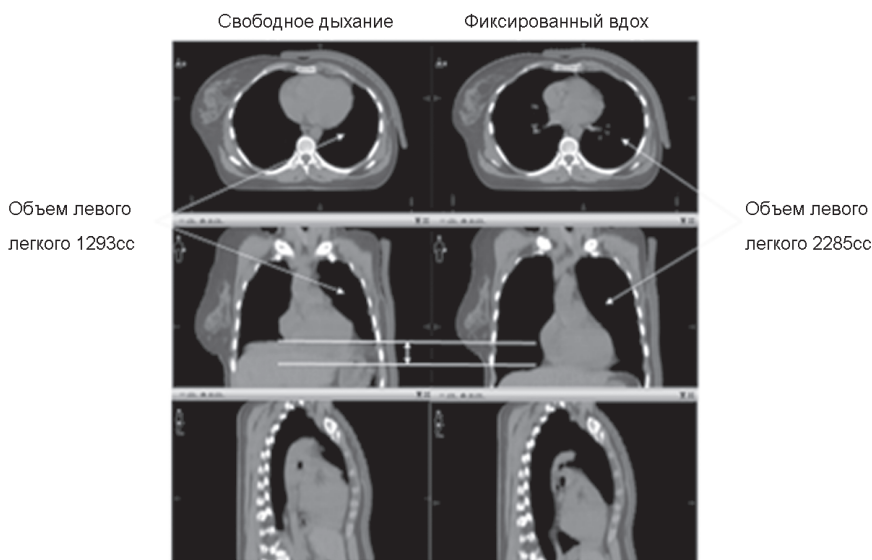 Свободное дыхание
Фиксированный вдох
Объем левого
легкого 1293cc
Объем левого
легкого 2285cc